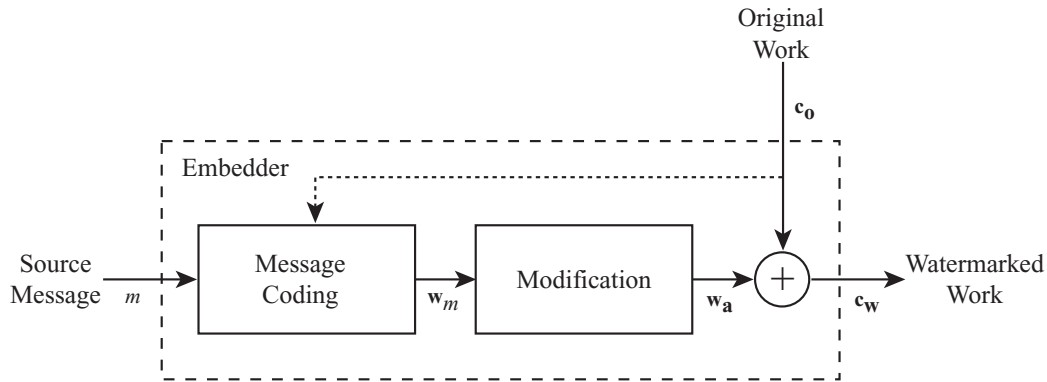 Original
Work
c_o
Embedder
Source
Message
m
Message
Coding
w_m
Modification
w_a
+
c_w
Watermarked
Work